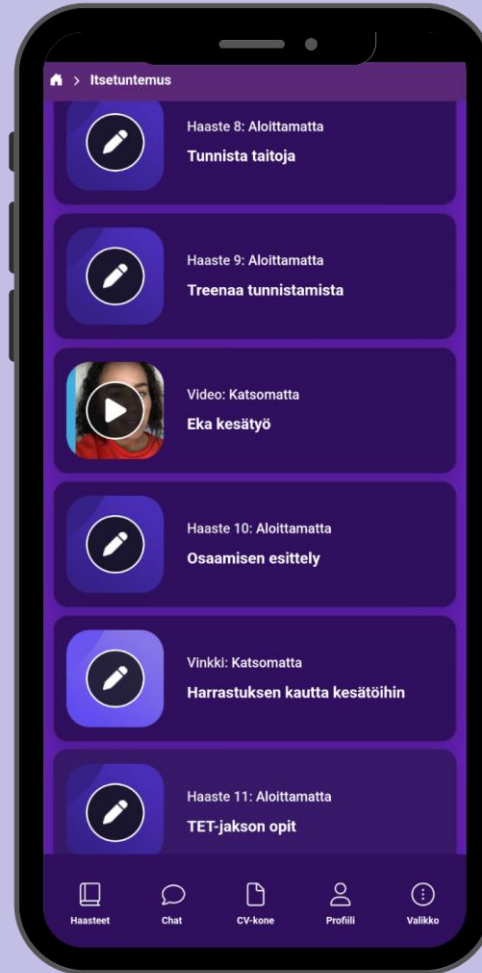 > Itsetuntemus
Haaste 8: Aloittamatta
Tunnista taitoja
Haaste 9: Aloittamatta
Treenaa tunnistamista
Video: Katsomatta
Eka kesätyö
Haaste 10: Aloittamatta
Osaamisen esittely
Vinkki: Katsomatta
Harrastuksen kautta kesätöihin
Haaste 11: Aloittamatta
TET-jakson opit
Haasteet Chat CV-kone Profiili Valikko